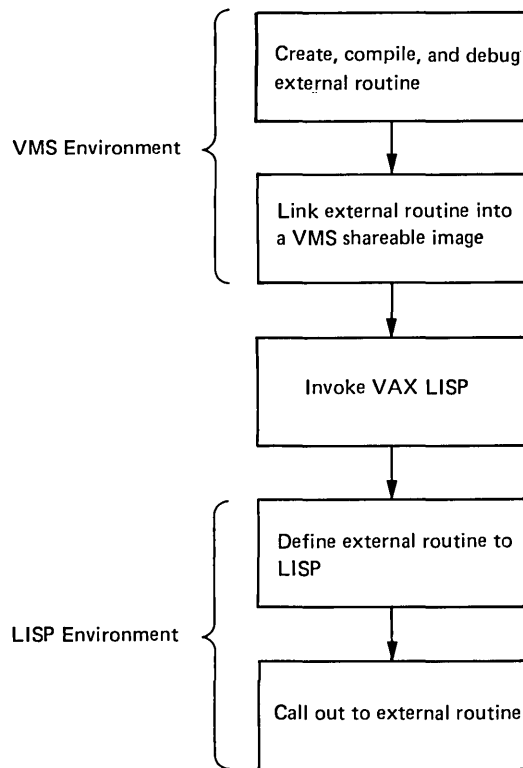 Create, compile, and debug
external routine
VMS Environment
Link external routine into
a VMS shareable image
Invoke VAX LISP
Define external routine to
LISP
LISP Environment
Call out to external routine